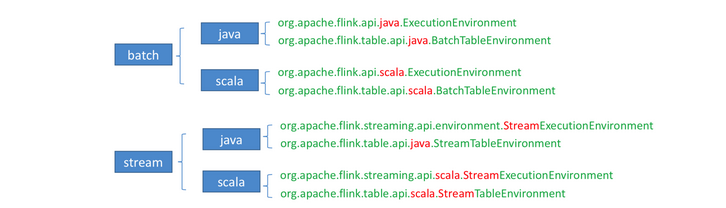 batch
java
org.apache.flink.api.java.ExecutionEnvironment
org.apache.flink.table.api.java.BatchTableEnvironment
scala
org.apache.flink.api.scala.ExecutionEnvironment
org.apache.flink.table.api.scala.BatchTableEnvironment
stream
java
org.apache.flink.streaming.api.environment.StreamExecutionEnvironment
org.apache.flink.table.api.java.StreamTableEnvironment
scala
org.apache.flink.streaming.api.scala.StreamExecutionEnvironment
org.apache.flink.table.api.scala.StreamTableEnvironment